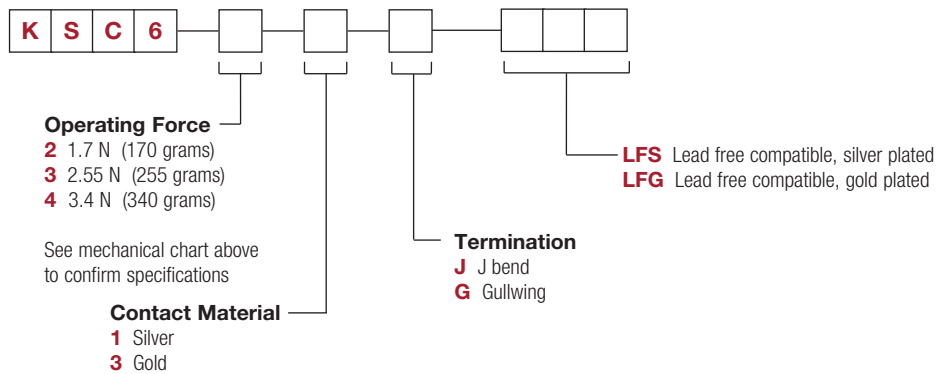 K S C 6
Operating Force
2 1.7 N (170 grams)
3 2.55 N (255 grams)
4 3.4 N (340 grams)
See mechanical chart above
to confirm specifications
Contact Material
1 Silver
3 Gold
Termination
J J bend
G Gullwing
LFS Lead free compatible, silver plated
LFG Lead free compatible, gold plated